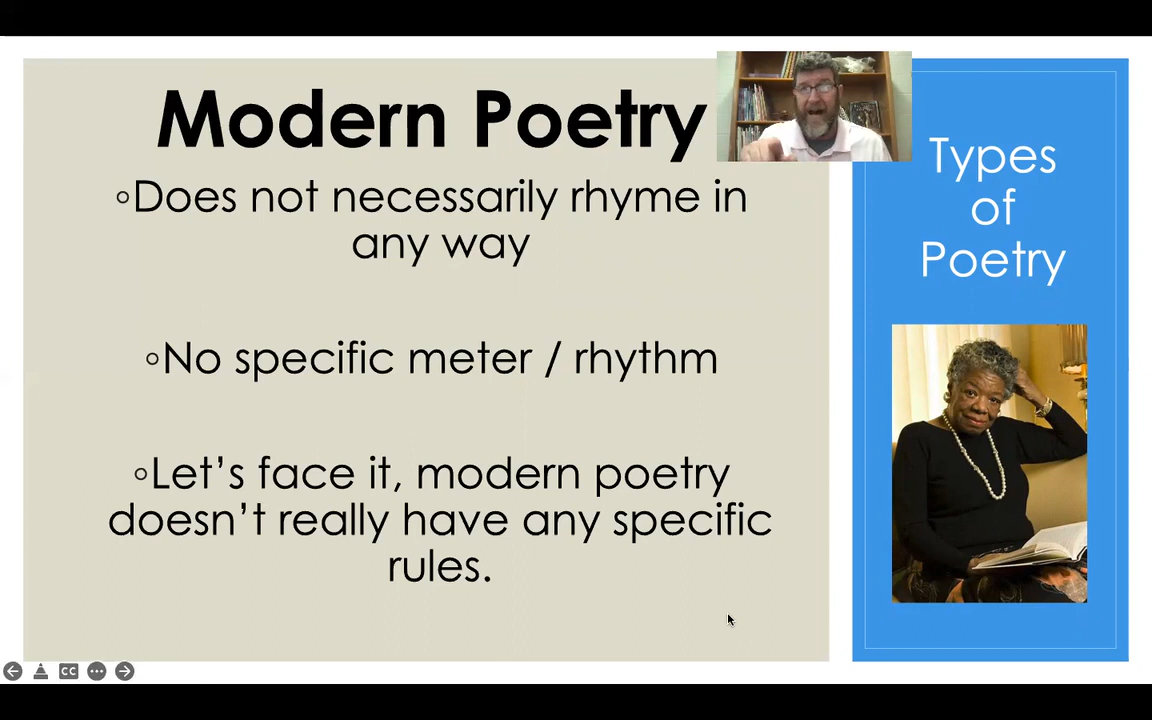 Modern Poetry
◦Does not necessarily rhyme in
any way
◦No specific meter / rhythm
◦Let’s face it, modern poetry
doesn’t really have any specific
rules.
Types
of
Poetry
CC